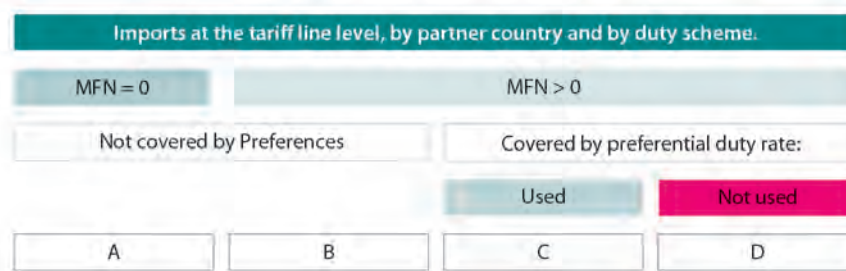 Imports at the tariff line level, by partner country and by duty scheme.
MFN = 0 MFN > 0
Not covered by Preferences Covered by preferential duty rate:
Used Not used
A B C D